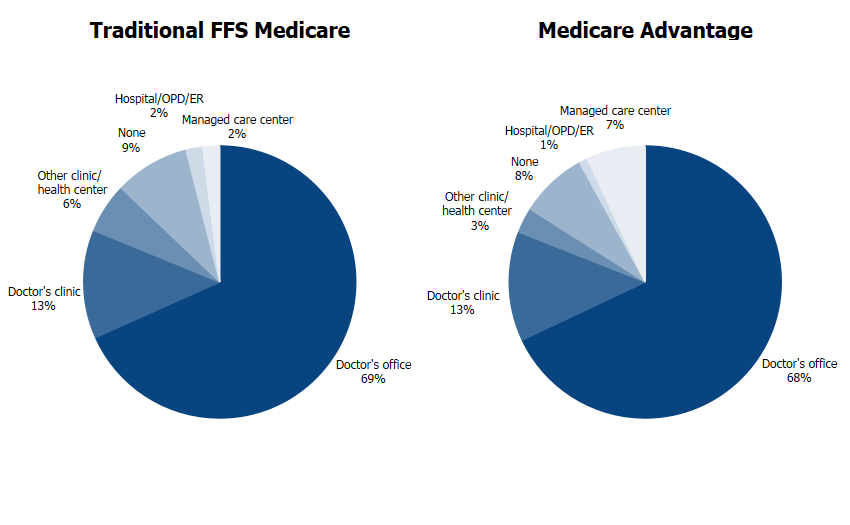 Traditional FFS Medicare
Hospital/OPD/ER
2%
Managed care center
2%
None
9%
Other clinic/
health center
6%
Doctor's clinic
13%
Doctor's office
69%
Medicare Advantage
Managed care center
7%
Hospital/OPD/ER
1%
None
8%
Other clinic/
health center
3%
Doctor's clinic
13%
Doctor's office
68%